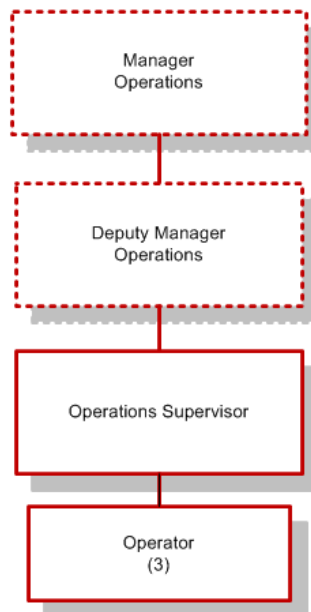 Manager
Operations
Deputy Manager
Operations
Operations Supervisor
Operator
(3)